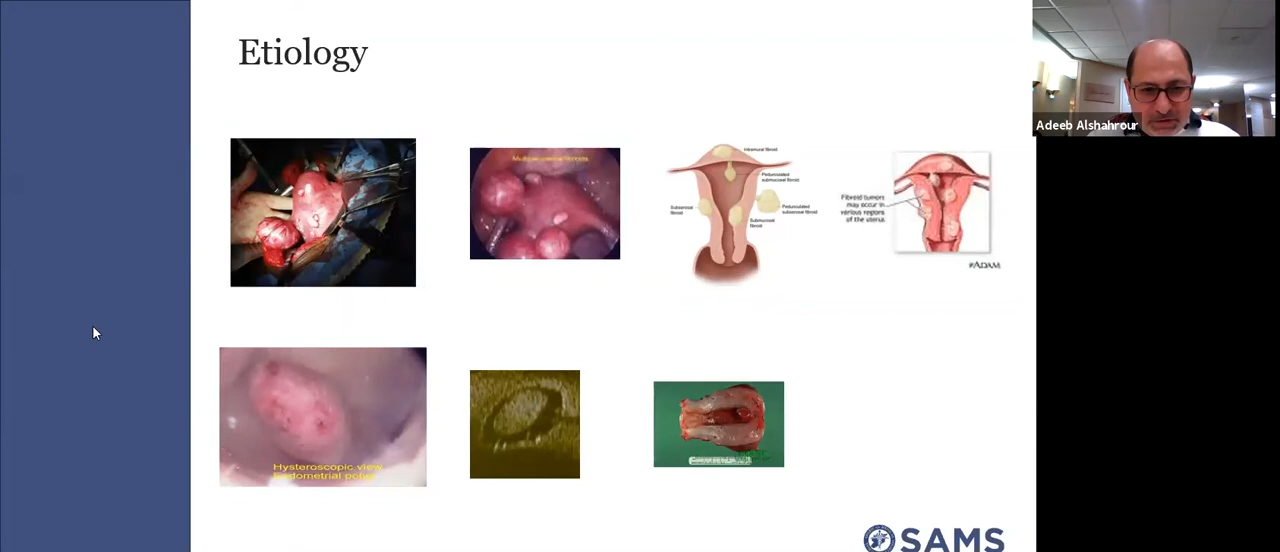 Etiology
Adeeb Alshahrour
Intramural fibroid
Pedunculated
submucosal fibroid
Subserosal
fibroid
Pedunculated
subserosal fibroid
Submucosal
fibroid
Fibroid tumors
may occur in
various regions
of the uterus
ADAM
Hysteroscopic view
Endometrial polyp
SAMS